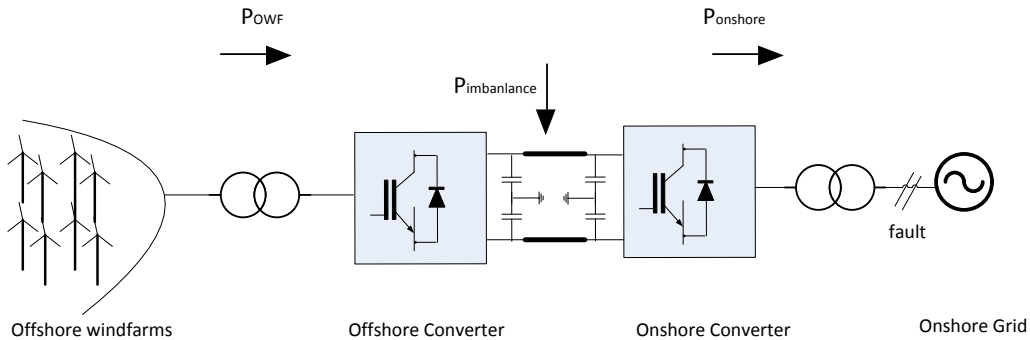 POWF
Ponshore
Pimbanlance
fault
Offshore windfarms
Offshore Converter
Onshore Converter
Onshore Grid